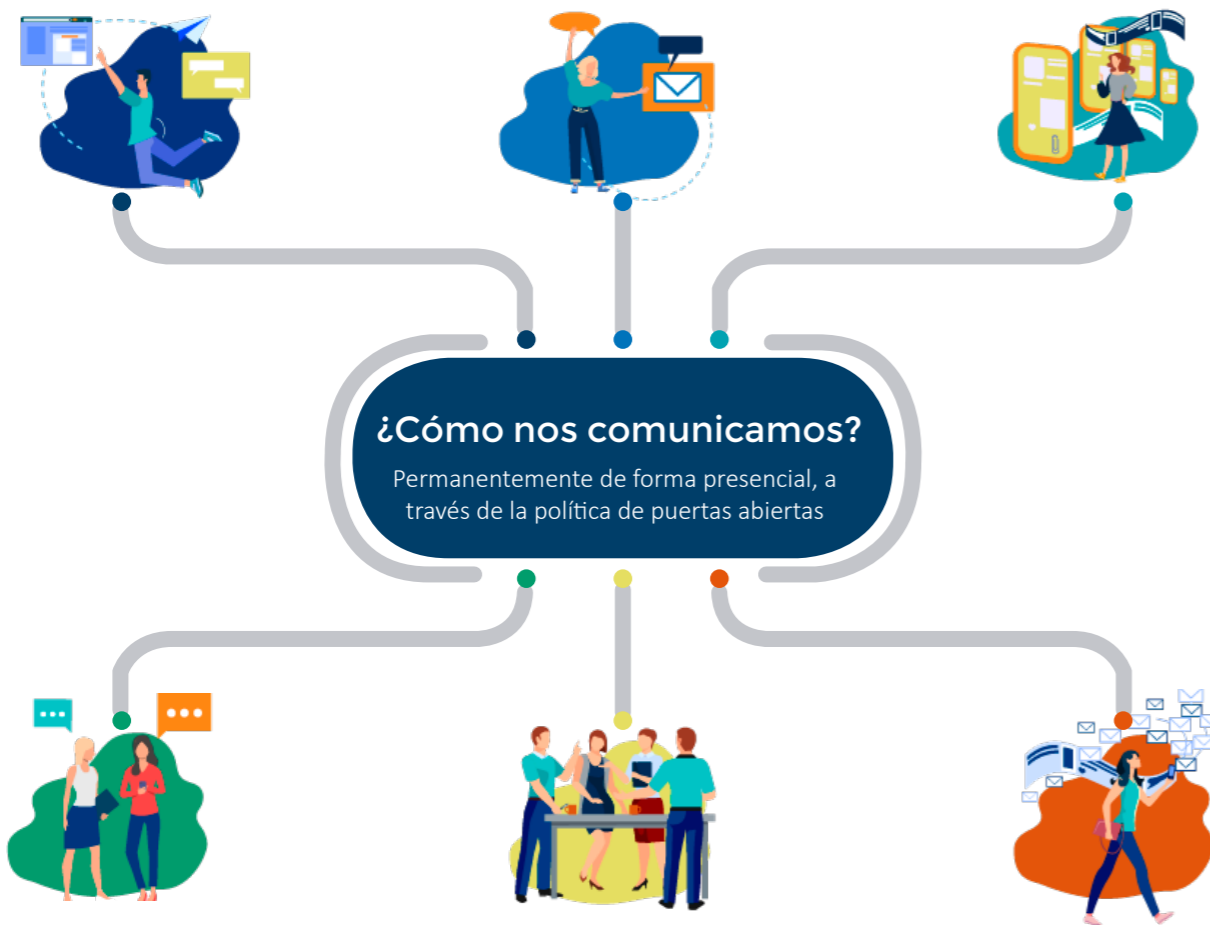 ¿Cómo nos comunicamos?
Permanentemente de forma presencial, a
través de la política de puertas abiertas